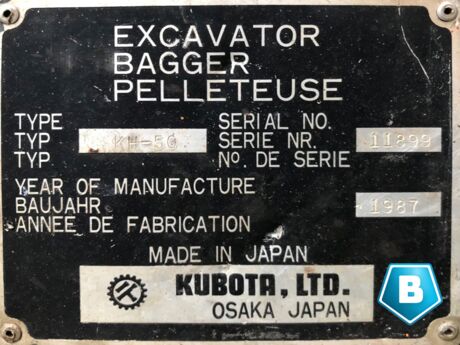 EXCAVATOR
BAGGER
PELLETEUSE
TYPE SERIAL NO.
TYP KH-5G SERIE NR. 11899
TYP Nº. DE SERIE
YEAR OF MANUFACTURE
BAUJAHR 1987
ANNEE DE FABRICATION
MADE IN JAPAN
KUBOTA, LTD.
OSAKA JAPAN
B